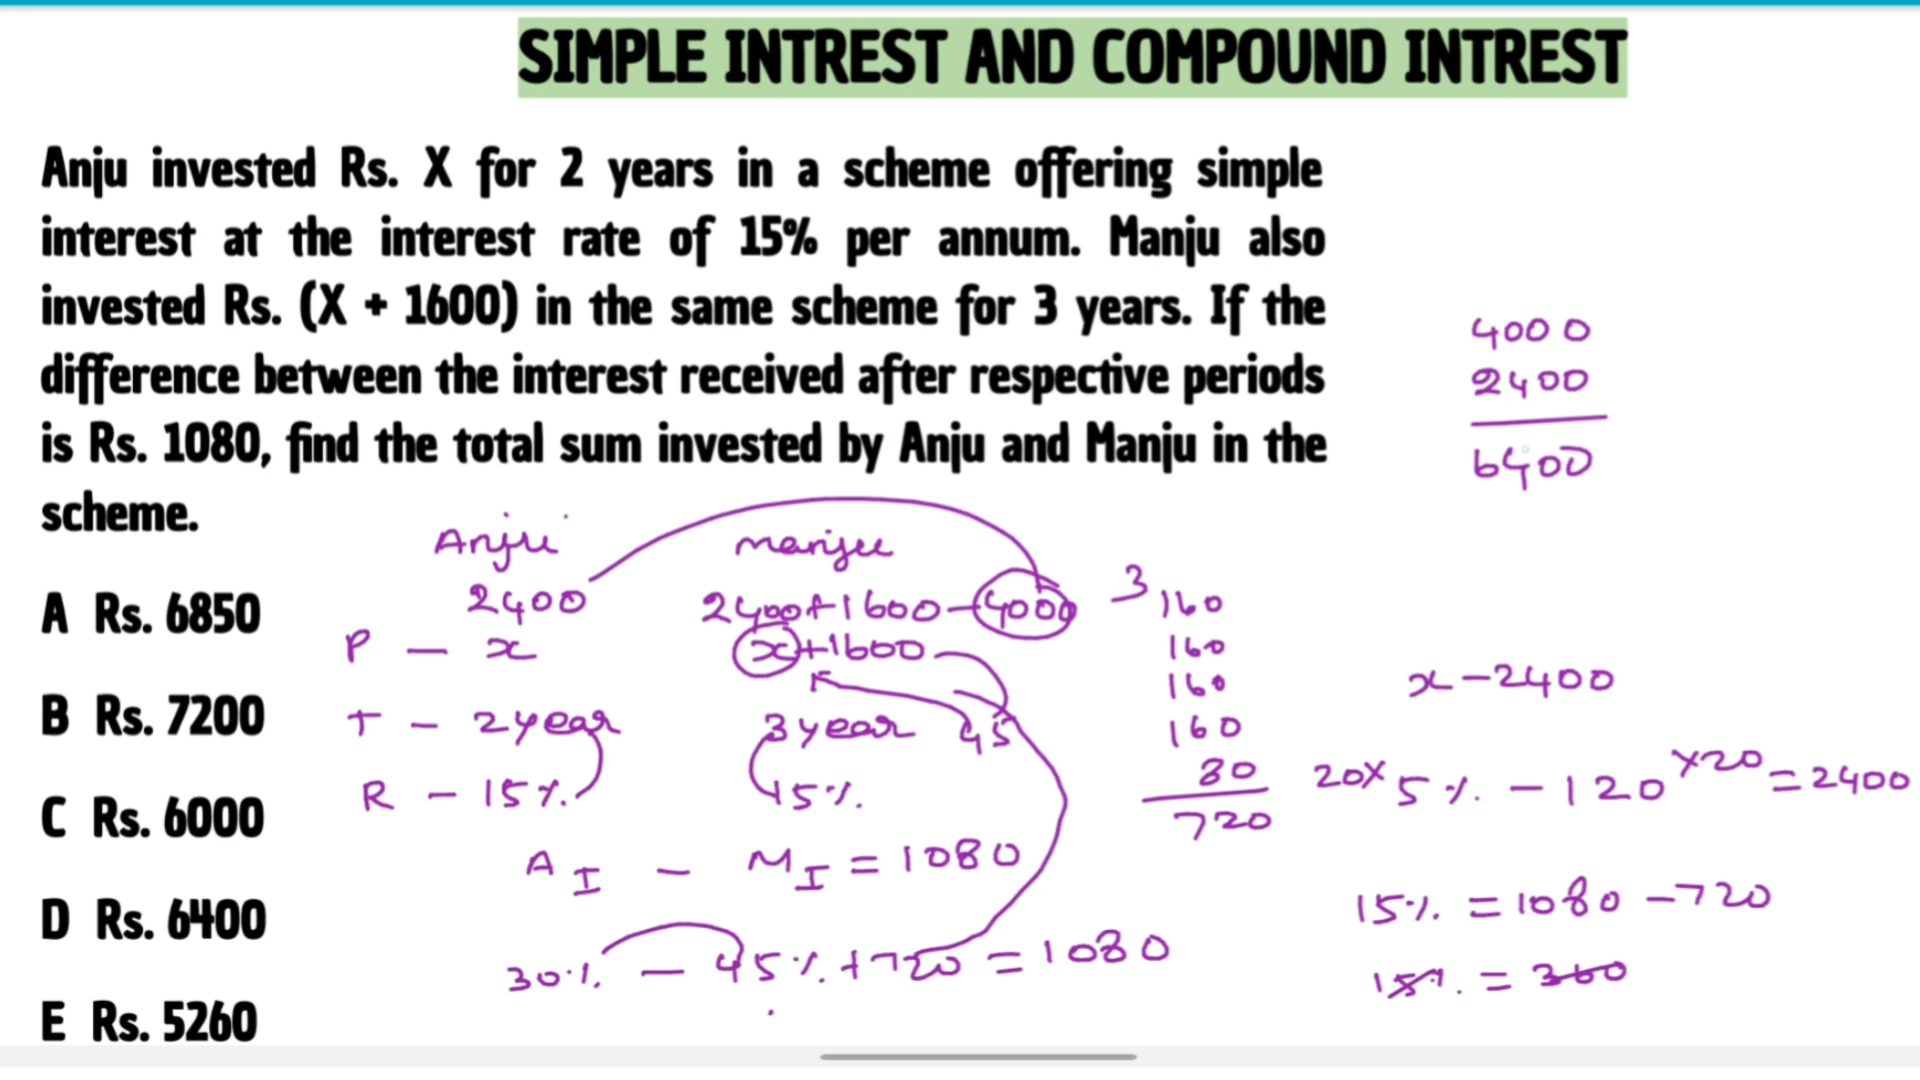 SIMPLE INTREST AND COMPOUND INTREST
Anju invested Rs. X for 2 years in a scheme offering simple
interest at the interest rate of 15% per annum. Manju also
invested Rs. (X + 1600) in the same scheme for 3 years. If the
difference between the interest received after respective periods
is Rs. 1080, find the total sum invested by Anju and Manju in the
scheme.
A Rs. 6850
B Rs. 7200
C Rs. 6000
D Rs. 6400
E Rs. 5260
Anju manju
2400 2400+1600-4000
P - x x+1600
T - 2year 3year 45
R - 15%. 15%.
A I - M I = 1080
30%. - 45%.+720 = 1080
3
160
160
160
160
80
720
4000
2400
6400
x-2400
20x5%. - 120x20=2400
15%. = 1080-720
15%. = 360